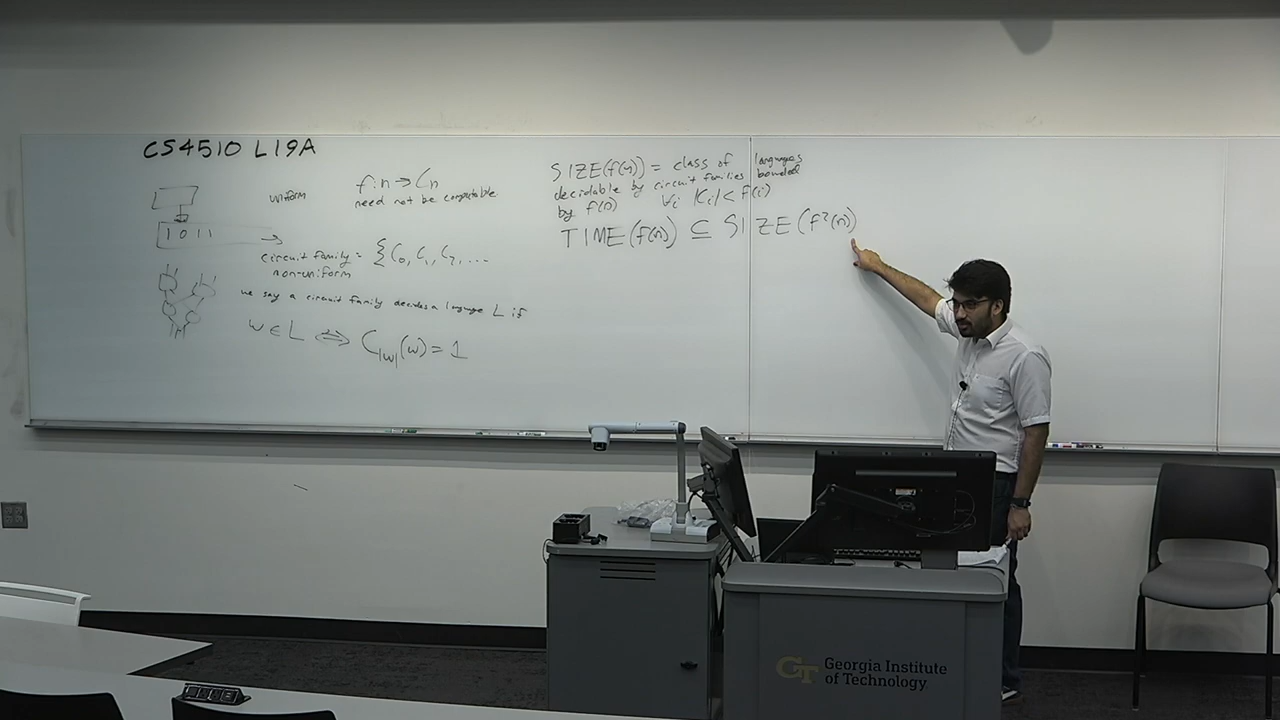 CS4510 L19A
1011
uniform
f: n → Cn
need not be computable
circuit family = {C₀, C₁, C₂, ...
non-uniform
we say a circuit family decides a language L if
w ∈ L ⟺ C|w|(w) = 1
SIZE(f(n)) = class of languages
decidable by circuit families bounded
by f(n) ∀i |Ci| < f(i)
TIME(f(n)) ⊆ SIZE(f²(n))
GT Georgia Institute
of Technology